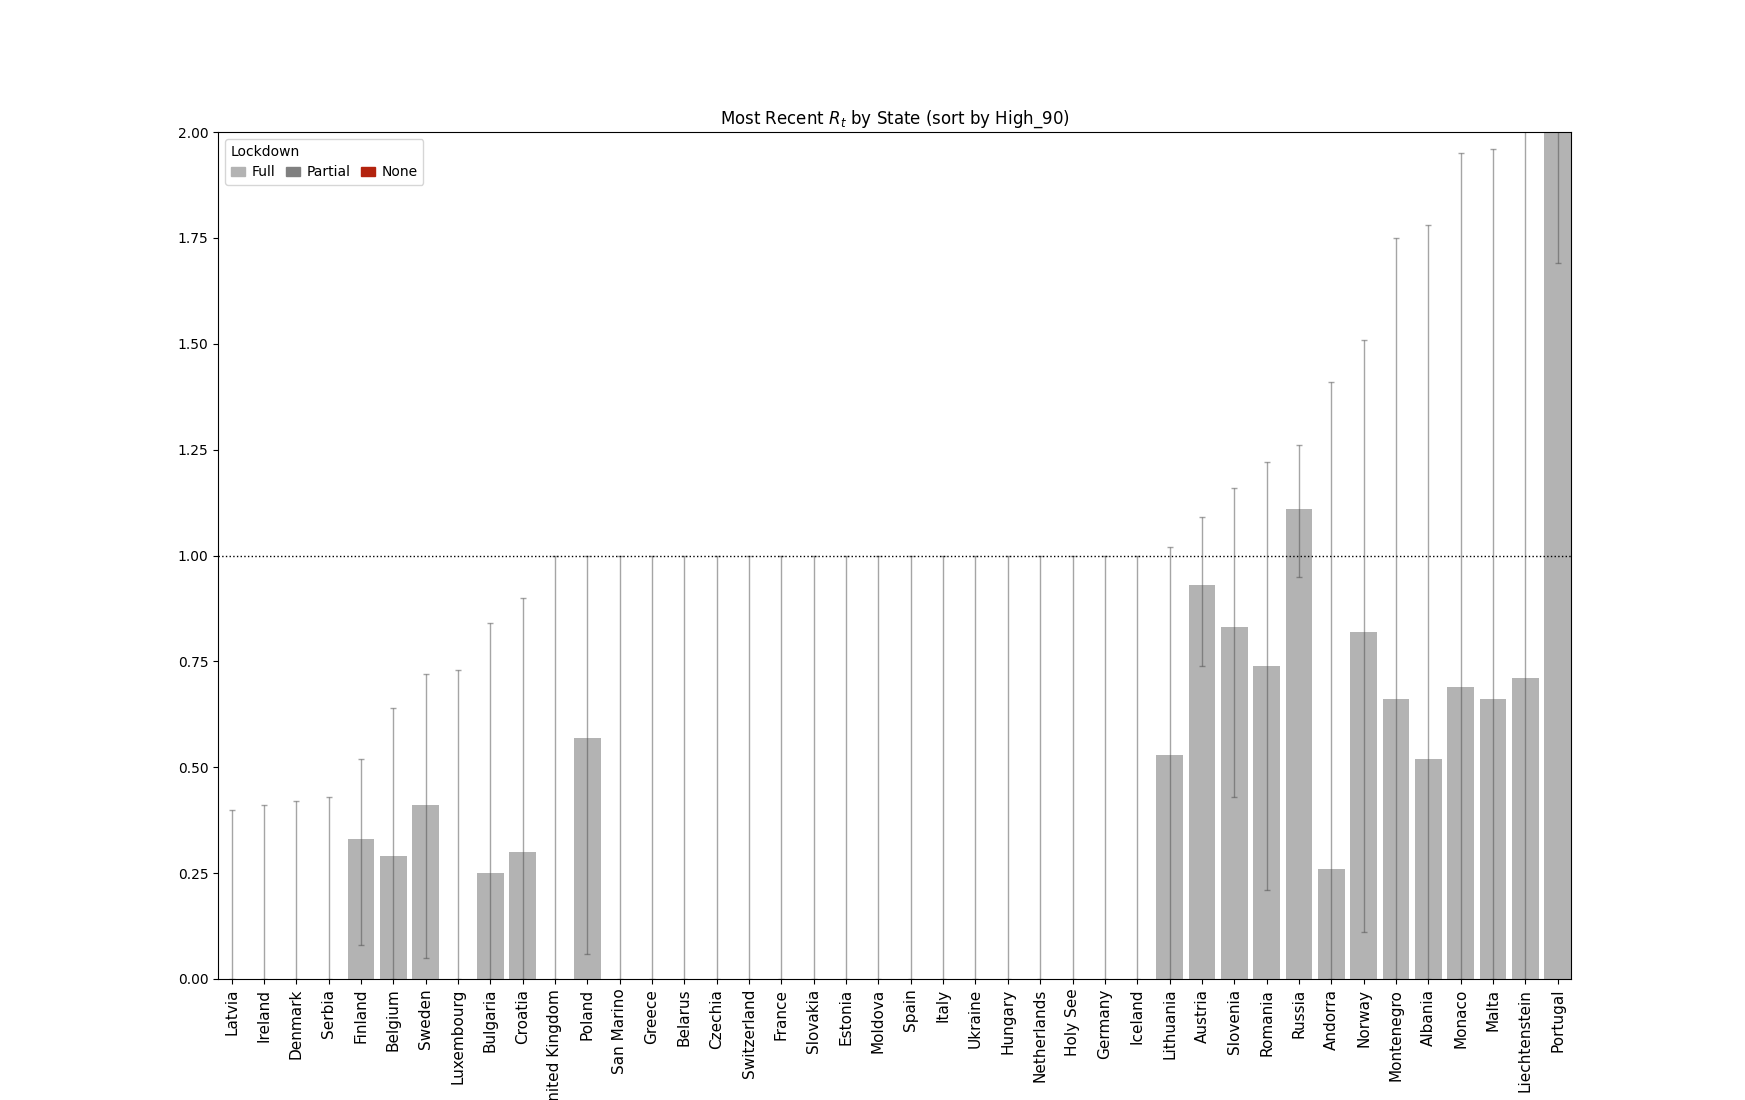 Most Recent R_t by State (sort by High_90)
Lockdown
Full Partial None
2.00
1.75
1.50
1.25
1.00
0.75
0.50
0.25
0.00
Latvia
Ireland
Denmark
Serbia
Finland
Belgium
Sweden
Luxembourg
Bulgaria
Croatia
nited Kingdom
Poland
San Marino
Greece
Belarus
Czechia
Switzerland
France
Slovakia
Estonia
Moldova
Spain
Italy
Ukraine
Hungary
Netherlands
Holy See
Germany
Iceland
Lithuania
Austria
Slovenia
Romania
Russia
Andorra
Norway
Montenegro
Albania
Monaco
Malta
Liechtenstein
Portugal